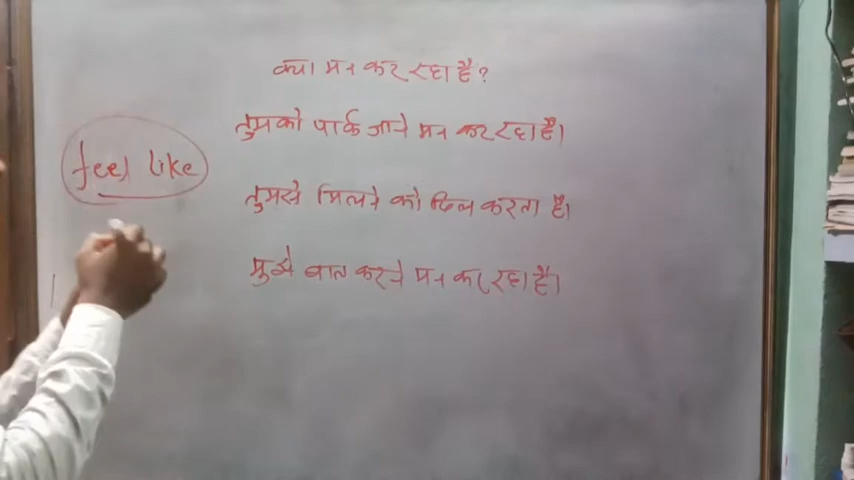 क्या मन कर रहा है?
तुमको पार्क जाने मन कर रहा है।
feel like
तुमसे मिलने को दिल करता है।
मुझे बात करने मन कर रहा है।